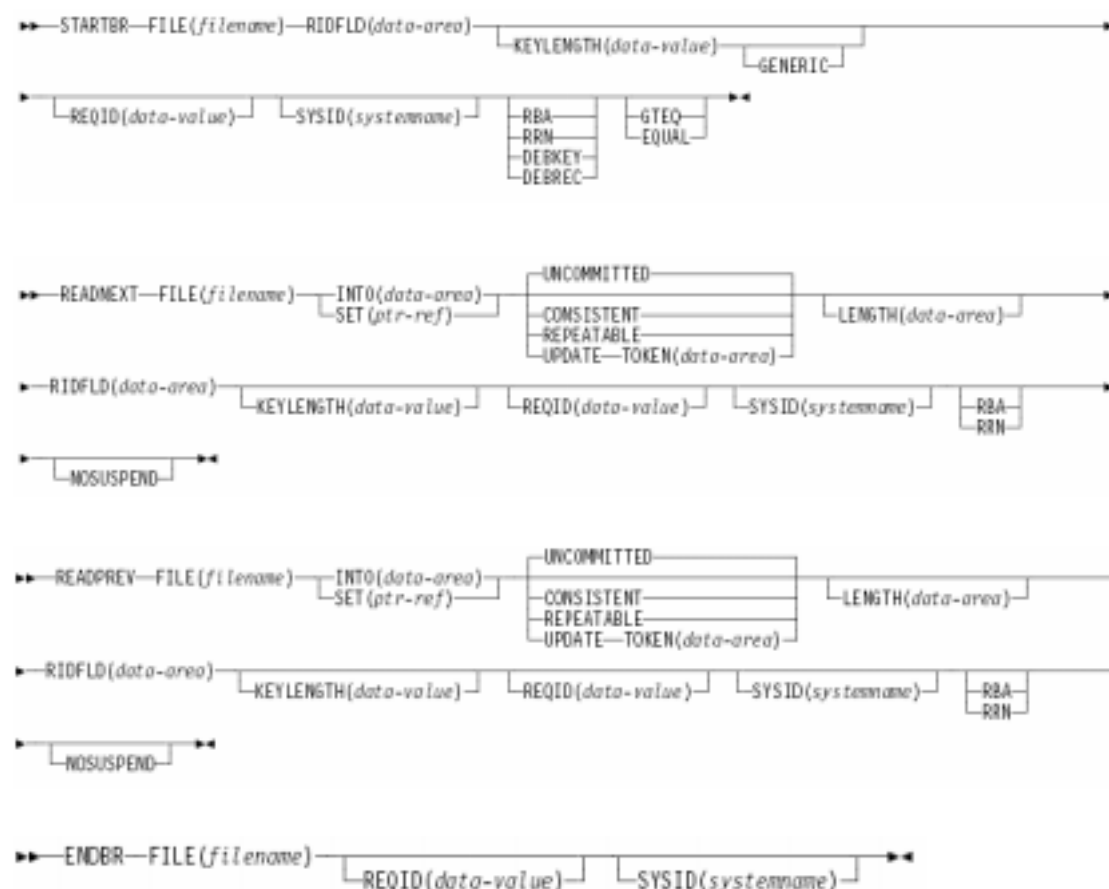 STARTBR FILE(filename) RIDFLD(data-area)
KEYLENGTH(data-value)
GENERIC
REQID(data-value) SYSID(systemname) RBA GTEQ
RRN EQUAL
DEBKEY
DEBREC
UNCOMMITTED
READNEXT FILE(filename) INTO(data-area)
SET(ptr-ref) CONSISTENT LENGTH(data-area)
REPEATABLE
UPDATE TOKEN(data-area)
RIDFLD(data-area)
KEYLENGTH(data-value) REQID(data-value) SYSID(systemname) RBA
RRN
NOSUSPEND
UNCOMMITTED
READPREV FILE(filename) INTO(data-area)
SET(ptr-ref) CONSISTENT LENGTH(data-area)
REPEATABLE
UPDATE TOKEN(data-area)
RIDFLD(data-area)
KEYLENGTH(data-value) REQID(data-value) SYSID(systemname) RBA
RRN
NOSUSPEND
ENDBR FILE(filename)
REQID(data-value) SYSID(systemname)